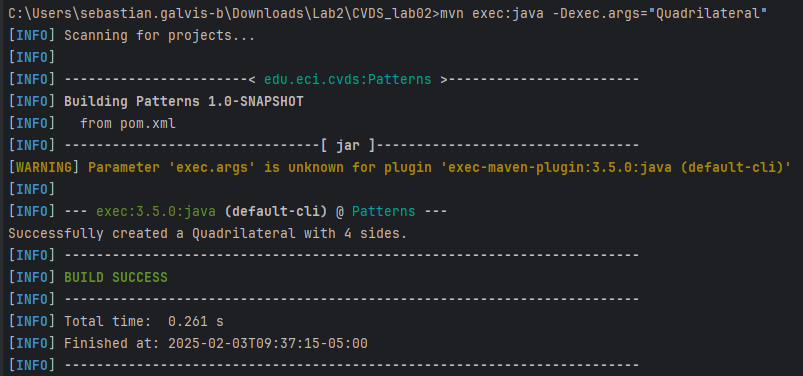 C:\Users\sebastian.galvis-b\Downloads\Lab2\CVDS_lab02>mvn exec:java -Dexec.args="Quadrilateral"
[INFO] Scanning for projects...
[INFO]
[INFO] -----------------------< edu.eci.cvds:Patterns >------------------------
[INFO] Building Patterns 1.0-SNAPSHOT
[INFO]   from pom.xml
[INFO] --------------------------------[ jar ]---------------------------------
[WARNING] Parameter 'exec.args' is unknown for plugin 'exec-maven-plugin:3.5.0:java (default-cli)'
[INFO]
[INFO] --- exec:3.5.0:java (default-cli) @ Patterns ---
Successfully created a Quadrilateral with 4 sides.
[INFO] ------------------------------------------------------------------------
[INFO] BUILD SUCCESS
[INFO] ------------------------------------------------------------------------
[INFO] Total time:  0.261 s
[INFO] Finished at: 2025-02-03T09:37:15-05:00
[INFO] ------------------------------------------------------------------------